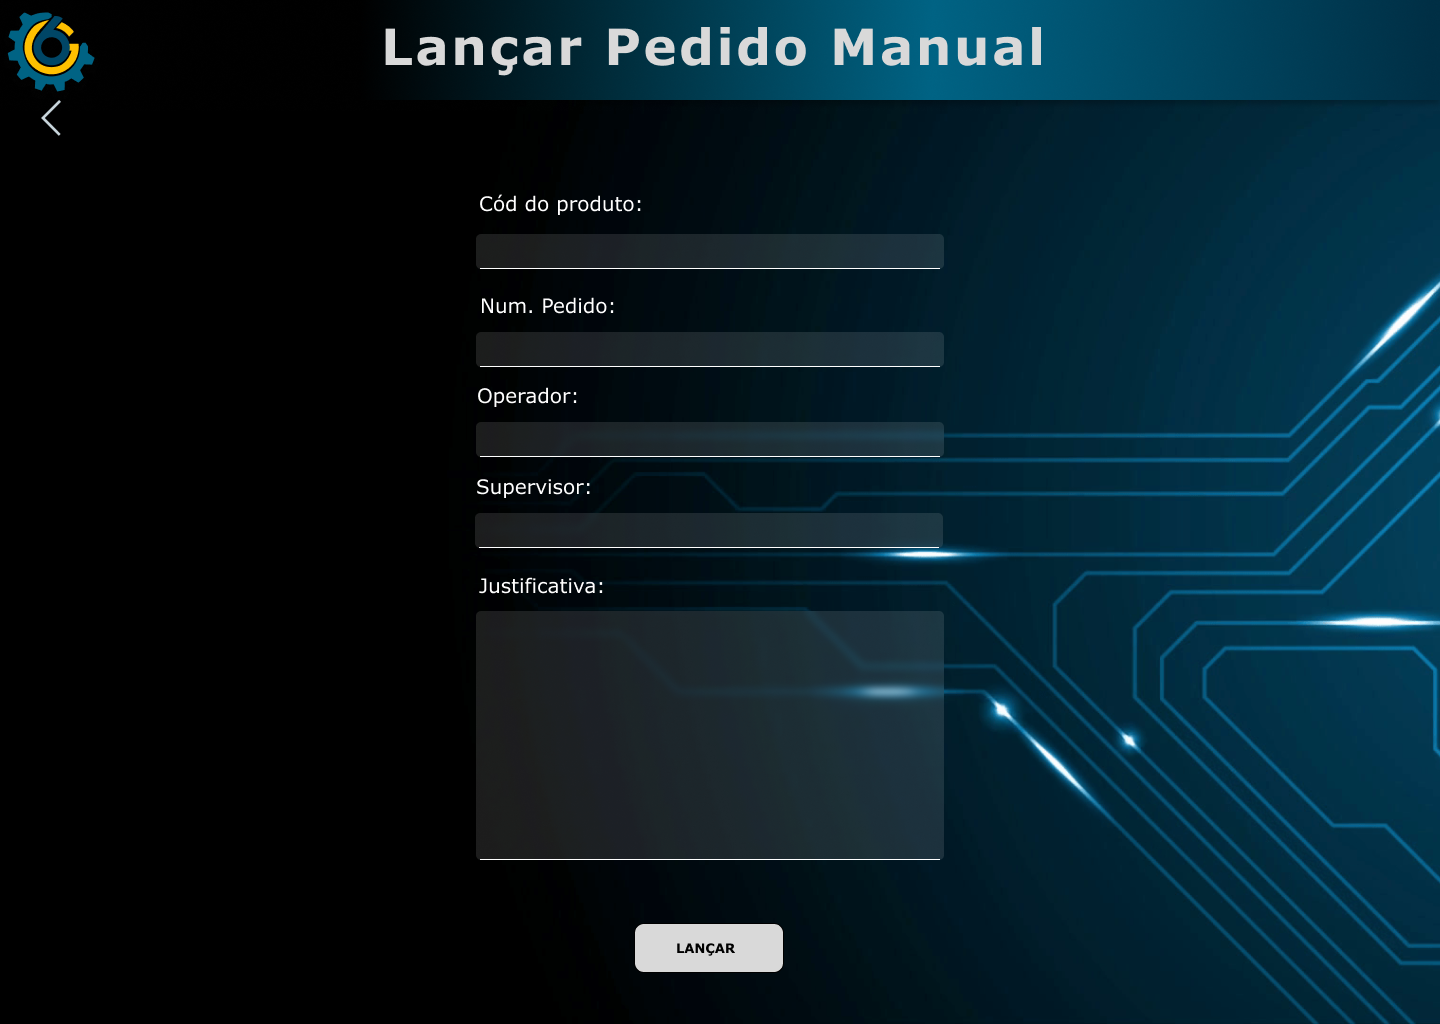 Lançar Pedido Manual
Cód do produto:
Num. Pedido:
Operador:
Supervisor:
Justificativa:
LANÇAR